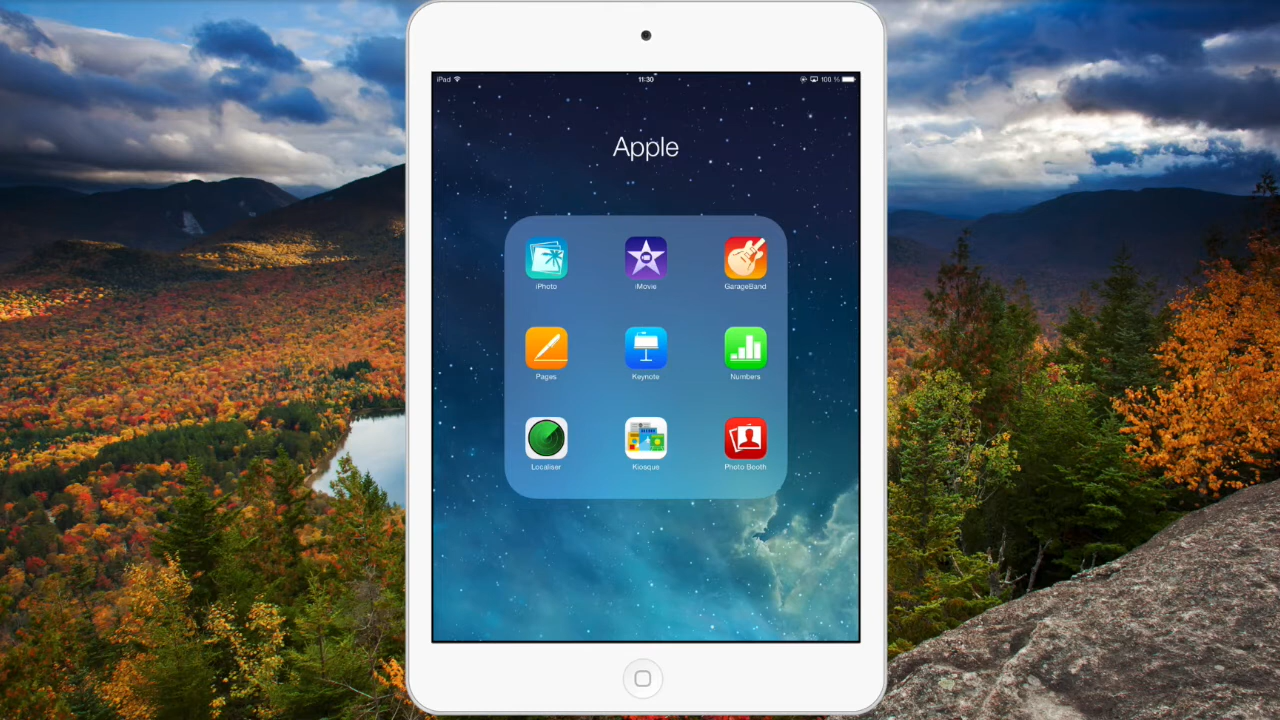 iPad 11:30 100 %
Apple
iPhoto iMovie GarageBand
Pages Keynote Numbers
Localiser Kiosque Photo Booth